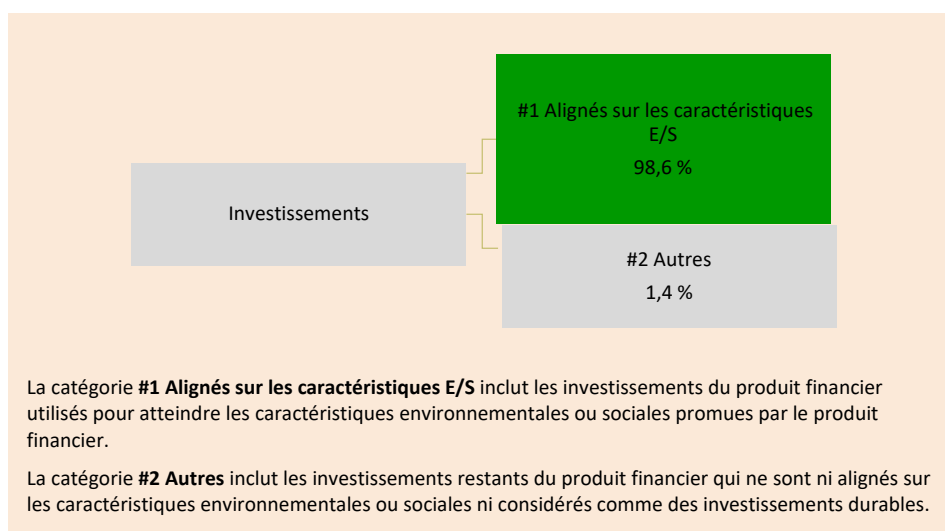 #1 Alignés sur les caractéristiques
E/S
98,6 %
Investissements
#2 Autres
1,4 %
La catégorie #1 Alignés sur les caractéristiques E/S inclut les investissements du produit financier
utilisés pour atteindre les caractéristiques environnementales ou sociales promues par le produit
financier.
La catégorie #2 Autres inclut les investissements restants du produit financier qui ne sont ni alignés sur
les caractéristiques environnementales ou sociales ni considérés comme des investissements durables.